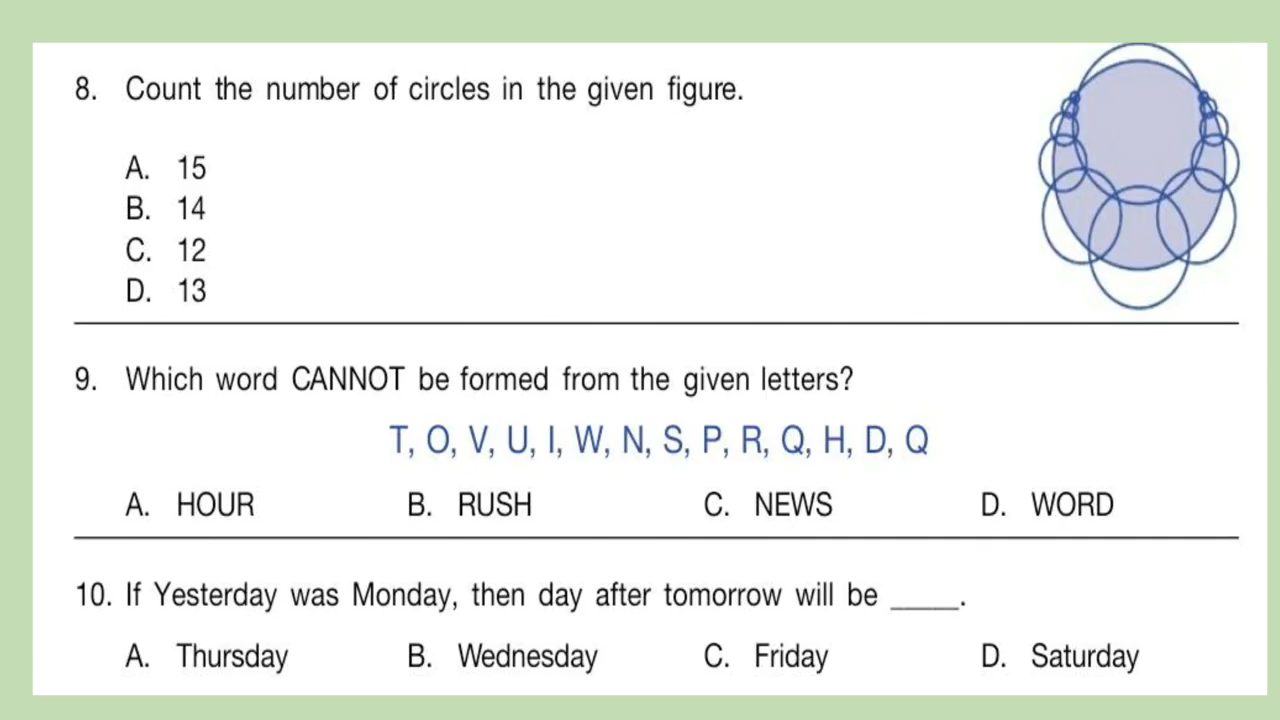 8. Count the number of circles in the given figure.
A. 15
B. 14
C. 12
D. 13
9. Which word CANNOT be formed from the given letters?
T, O, V, U, I, W, N, S, P, R, Q, H, D, Q
A. HOUR B. RUSH C. NEWS D. WORD
10. If Yesterday was Monday, then day after tomorrow will be _____.
A. Thursday B. Wednesday C. Friday D. Saturday